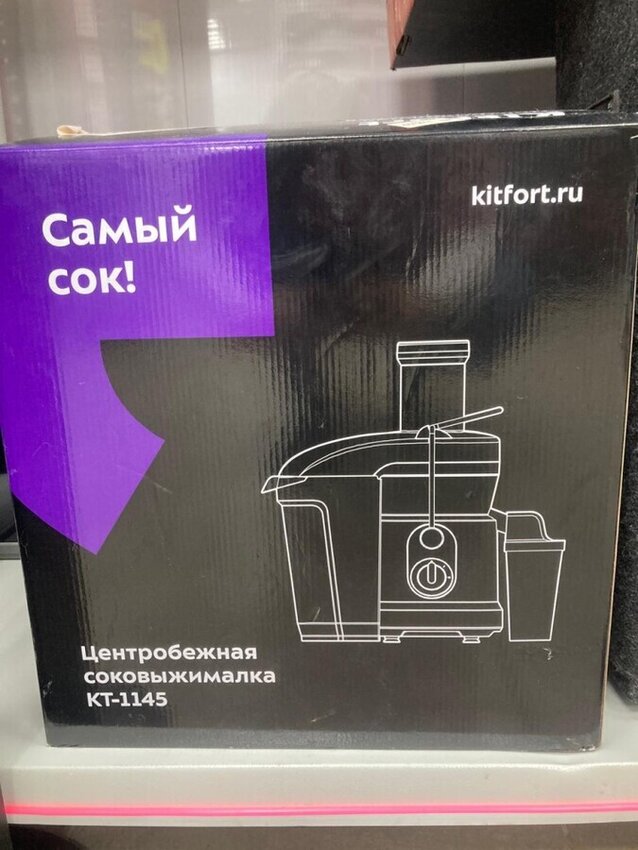 Самый
сок!
kitfort.ru
Центробежная
соковыжималка
КТ-1145